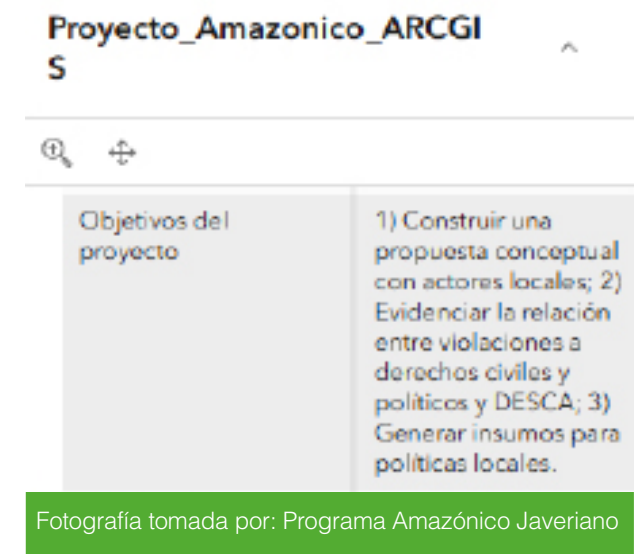 Proyecto_Amazonico_ARCGI
S
Objetivos del
proyecto
1) Construir una
propuesta conceptual
con actores locales; 2)
Evidenciar la relación
entre violaciones a
derechos civiles y
políticos y DESCA; 3)
Generar insumos para
políticas locales.
Fotografía tomada por: Programa Amazónico Javeriano